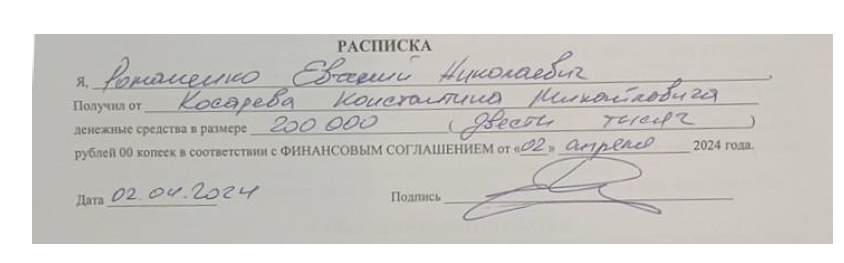 РАСПИСКА
Я, Романенко Евгений Николаевич
Получил от Косарева Константина Михайловича
денежные средства в размере 200 000 (двести тысяч)
рублей 00 копеек в соответствии с ФИНАНСОВЫМ СОГЛАШЕНИЕМ от «02» апреля 2024 года.
Дата 02.04.2024 Подпись